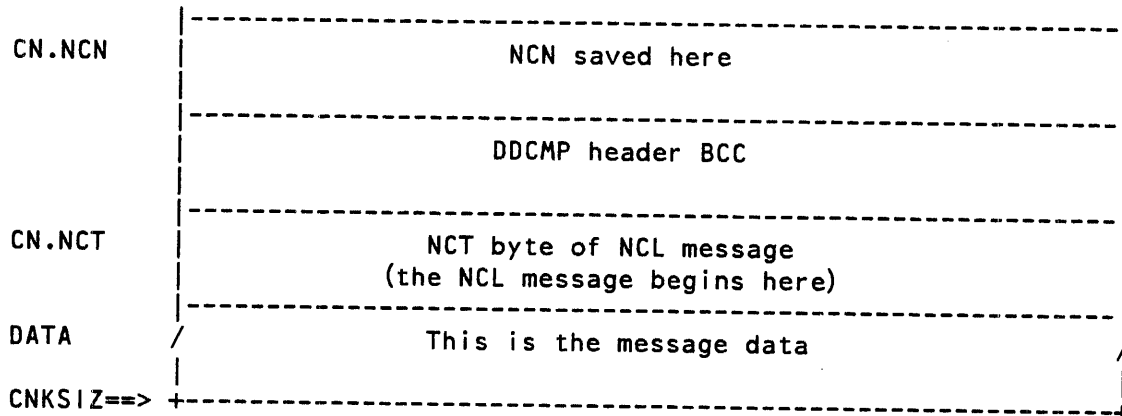 CN.NCN NCN saved here
DDCMP header BCC
CN.NCT NCT byte of NCL message
(the NCL message begins here)
DATA This is the message data
CNKSIZ==>